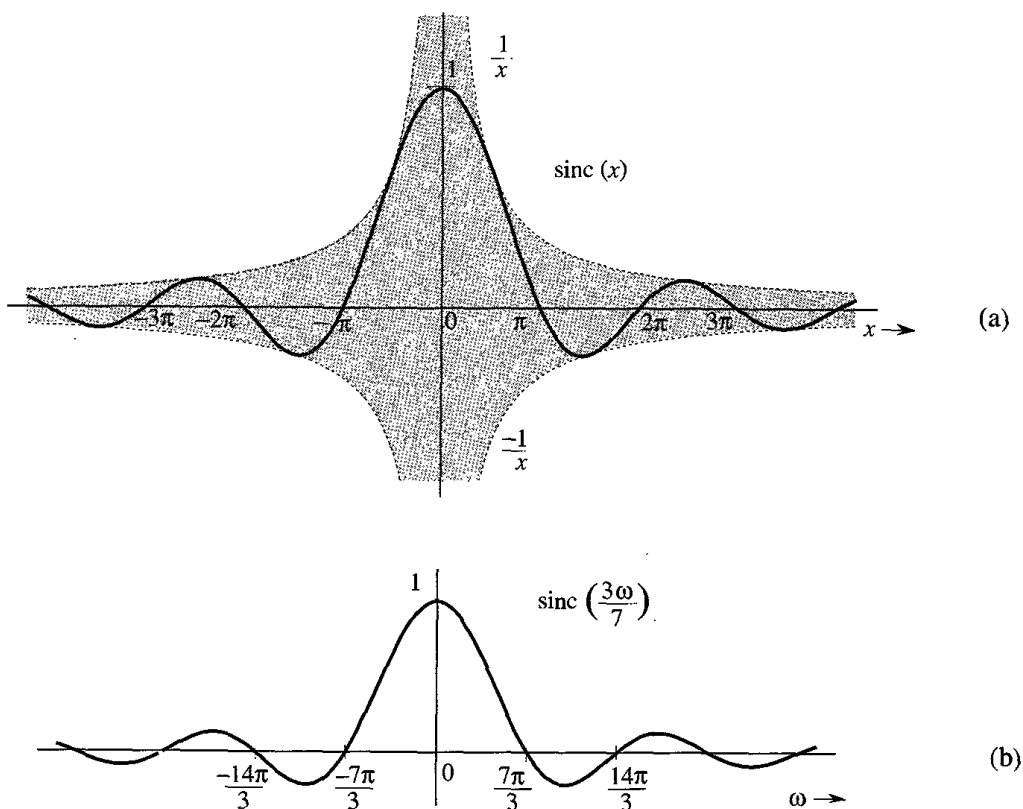 1/x
1
sinc (x)
−3π −2π −π 0 π 2π 3π
x →
(a)
−1/x
1
sinc (3ω/7)
−14π/3 −7π/3 0 7π/3 14π/3
ω →
(b)